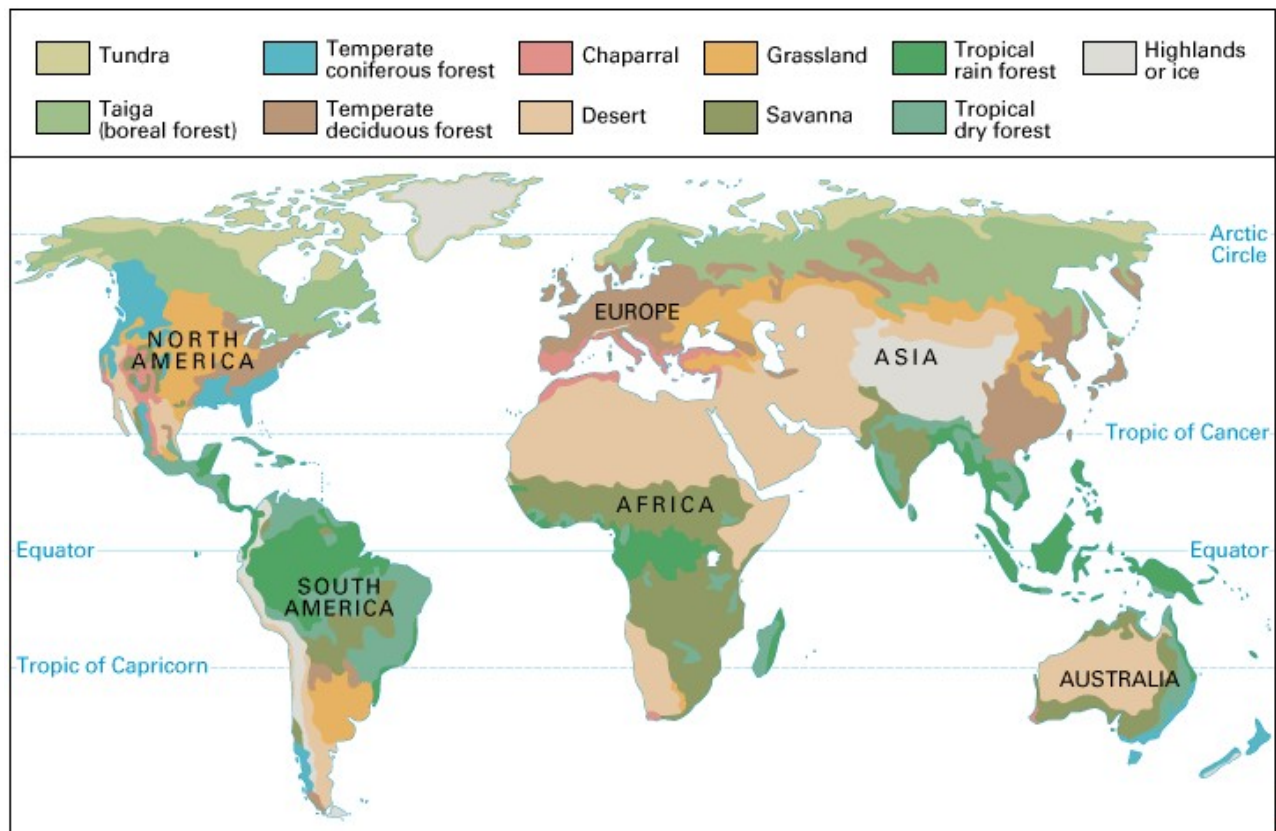 Tundra
Temperate
coniferous forest
Chaparral
Grassland
Tropical
rain forest
Highlands
or ice
Taiga
(boreal forest)
Temperate
deciduous forest
Desert
Savanna
Tropical
dry forest
Arctic
Circle
EUROPE
NORTH
AMERICA
ASIA
Tropic of Cancer
AFRICA
Equator
Equator
SOUTH
AMERICA
Tropic of Capricorn
AUSTRALIA